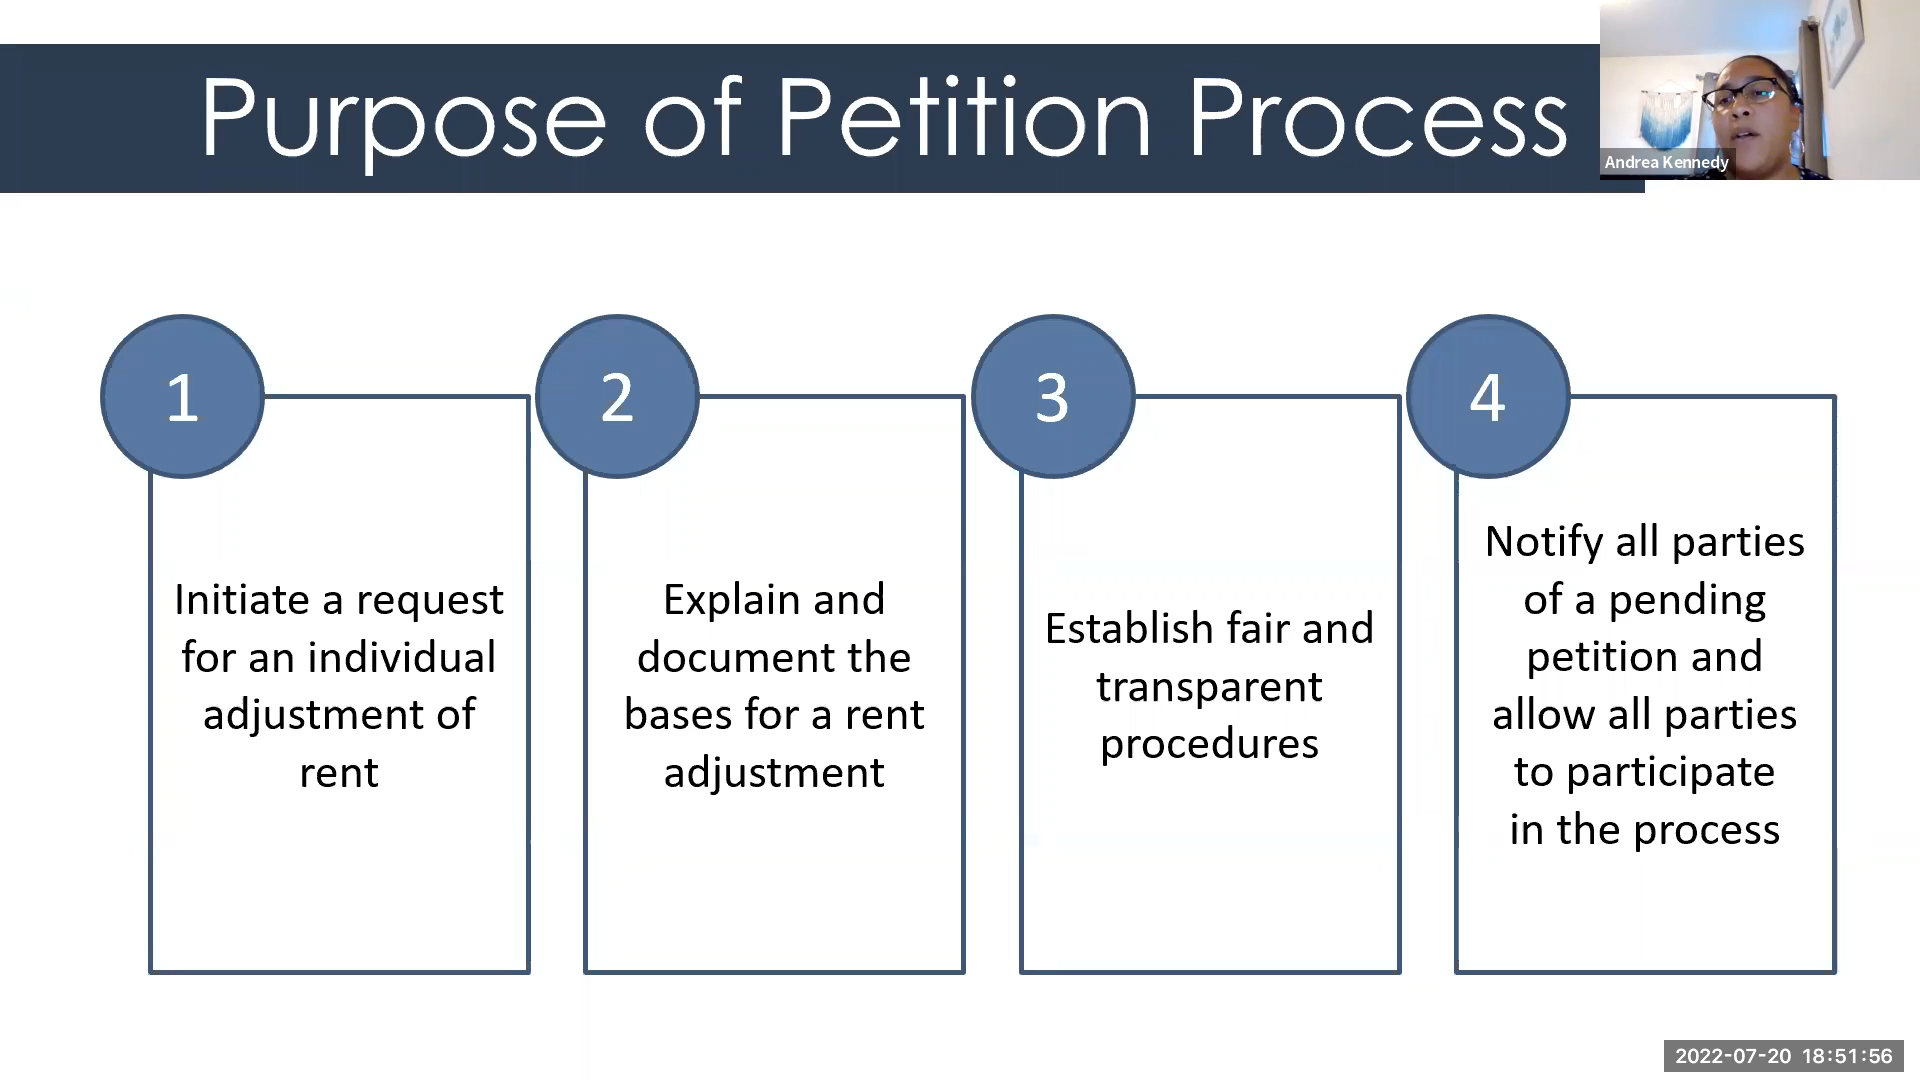 Purpose of Petition Process
Andrea Kennedy
1
Initiate a request
for an individual
adjustment of
rent
2
Explain and
document the
bases for a rent
adjustment
3
Establish fair and
transparent
procedures
4
Notify all parties
of a pending
petition and
allow all parties
to participate
in the process
2022-07-20 18:51:56